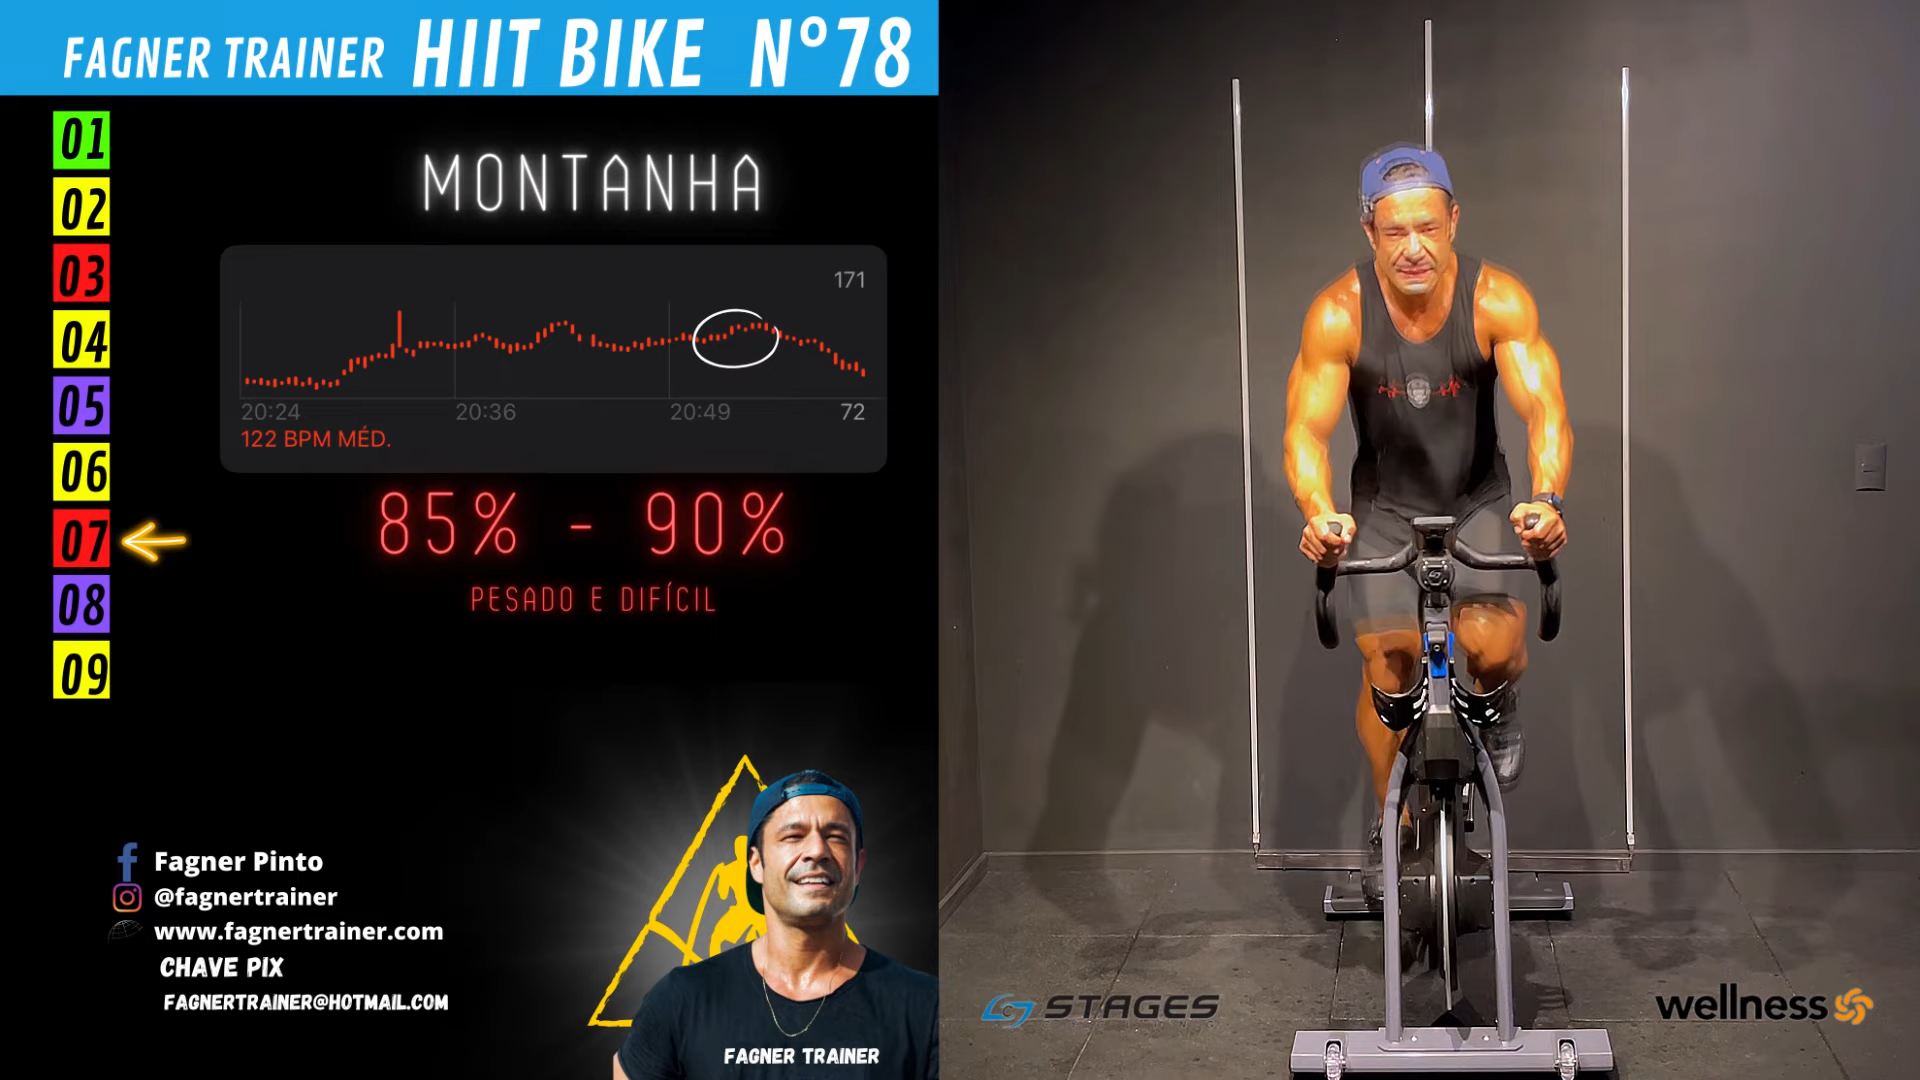 FAGNER TRAINER HIIT BIKE Nº78
01
02
03
04
05
06
07
08
09
MONTANHA
171
20:24 20:36 20:49 72
122 BPM MÉD.
85% - 90%
PESADO E DIFÍCIL
Fagner Pinto
@fagnertrainer
www.fagnertrainer.com
CHAVE PIX
FAGNERTRAINER@HOTMAIL.COM
FAGNER TRAINER
STAGES
wellness